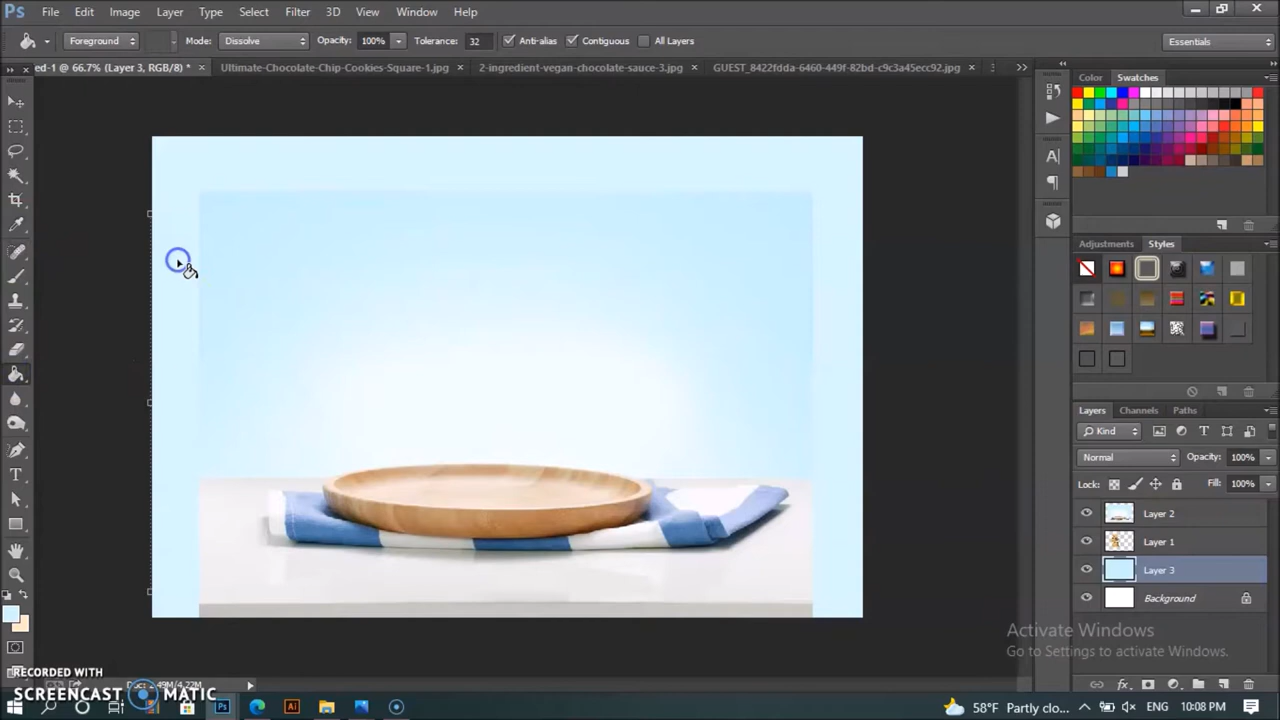 Ps File Edit Image Layer Type Select Filter 3D View Window Help
Foreground Mode: Dissolve Opacity: 100% Tolerance: 32 Anti-alias Contiguous All Layers Essentials
ed-1 @ 66.7% (Layer 3, RGB/8) * × Ultimate-Chocolate-Chip-Cookies-Square-1.jpg × 2-ingredient-vegan-chocolate-sauce-3.jpg × GUEST_8422fdda-6460-449f-82bd-c9c3a45ecc92.jpg ×
Color Swatches
Adjustments Styles
Layers Channels Paths
Kind
Normal Opacity: 100%
Lock: Fill: 100%
Layer 2
Layer 1
Layer 3
Background
Activate Windows
Go to Settings to activate Windows.
RECORDED WITH
SCREENCAST MATIC
58°F Partly clo... ENG 10:08 PM